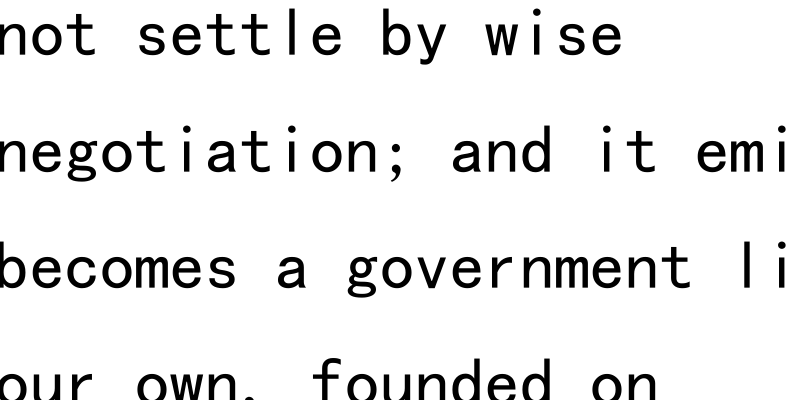 not settle by wise
negotiation; and it emi
becomes a government li
our own, founded on